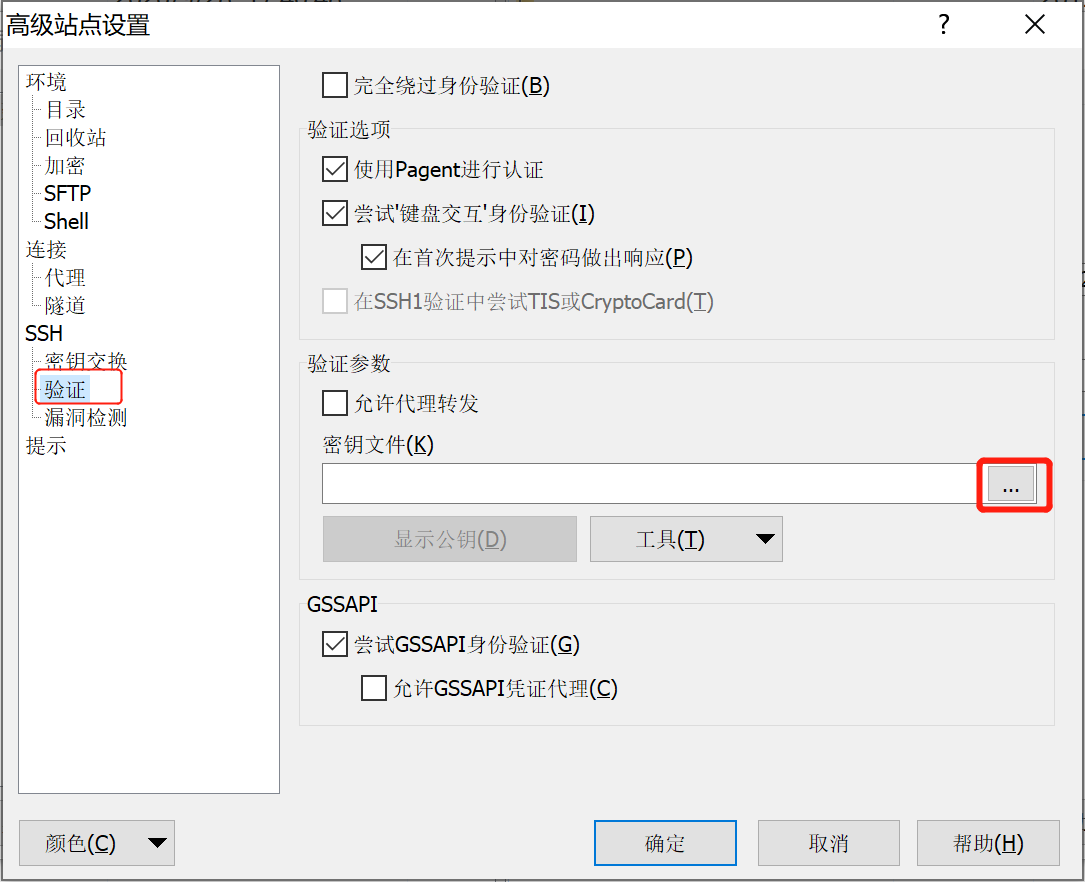 高级站点设置
?
环境
目录
回收站
加密
SFTP
Shell
连接
代理
隧道
SSH
密钥交换
验证
漏洞检测
提示
完全绕过身份验证(B)
验证选项
使用Pagent进行认证
尝试'键盘交互'身份验证(I)
在首次提示中对密码做出响应(P)
在SSH1验证中尝试TIS或CryptoCard(T)
验证参数
允许代理转发
密钥文件(K)
...
显示公钥(D)
工具(T)
GSSAPI
尝试GSSAPI身份验证(G)
允许GSSAPI凭证代理(C)
颜色(C)
确定
取消
帮助(H)